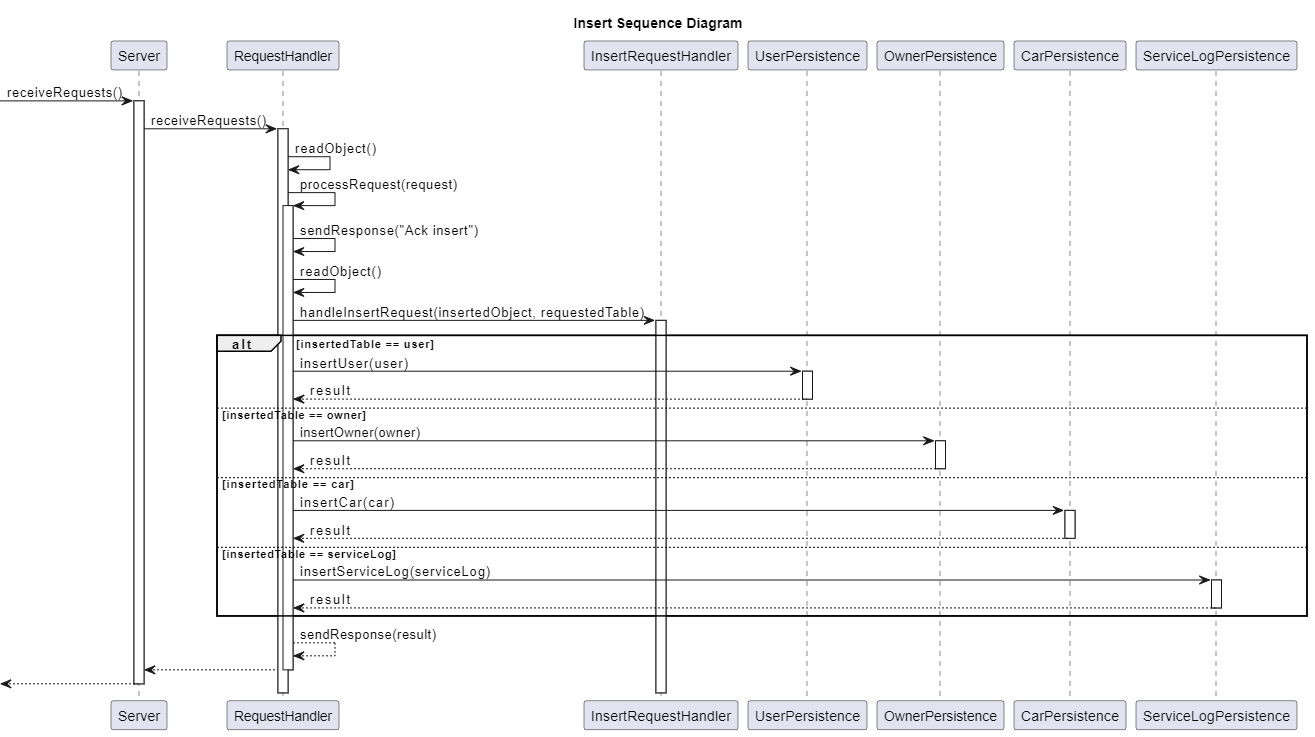 Insert Sequence Diagram
Server RequestHandler InsertRequestHandler UserPersistence OwnerPersistence CarPersistence ServiceLogPersistence
receiveRequests()
receiveRequests()
readObject()
processRequest(request)
sendResponse("Ack insert")
readObject()
handleInsertRequest(insertedObject, requestedTable)
alt [insertedTable == user]
insertUser(user)
result
[insertedTable == owner]
insertOwner(owner)
result
[insertedTable == car]
insertCar(car)
result
[insertedTable == serviceLog]
insertServiceLog(serviceLog)
result
sendResponse(result)
Server RequestHandler InsertRequestHandler UserPersistence OwnerPersistence CarPersistence ServiceLogPersistence